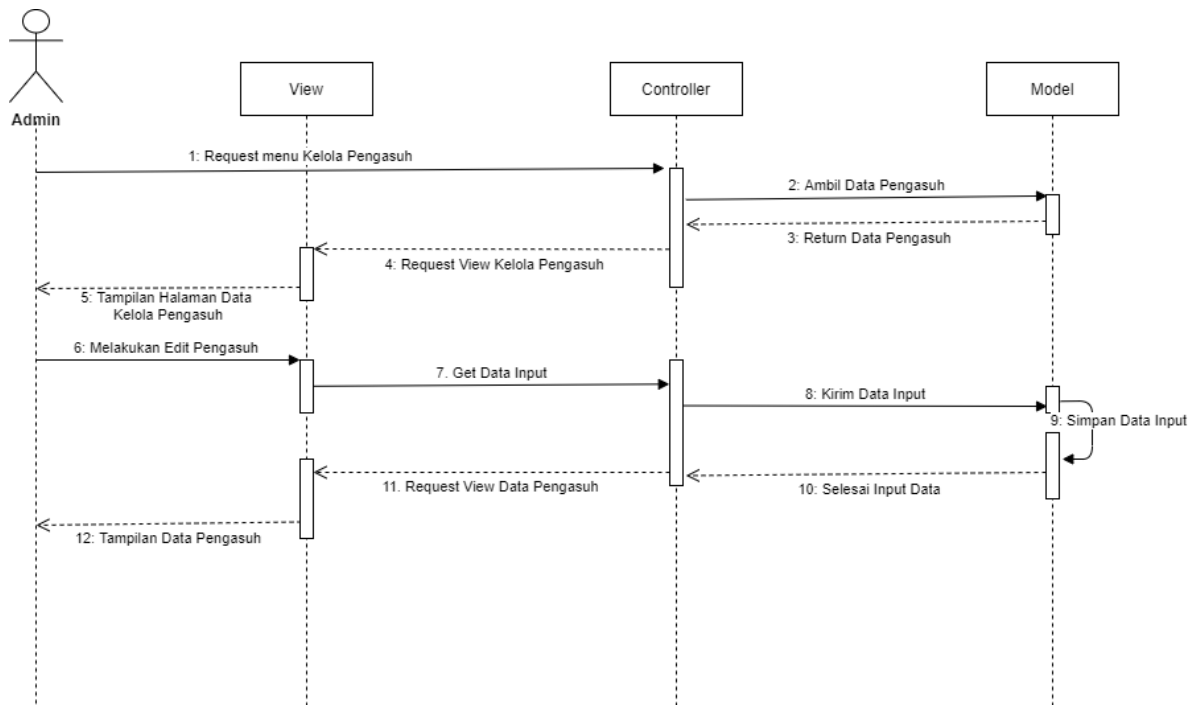 View
Controller
Model
Admin
1: Request menu Kelola Pengasuh
2: Ambil Data Pengasuh
3: Return Data Pengasuh
4: Request View Kelola Pengasuh
5: Tampilan Halaman Data
Kelola Pengasuh
6: Melakukan Edit Pengasuh
7. Get Data Input
8: Kirim Data Input
9: Simpan Data Input
10: Selesai Input Data
11. Request View Data Pengasuh
12: Tampilan Data Pengasuh